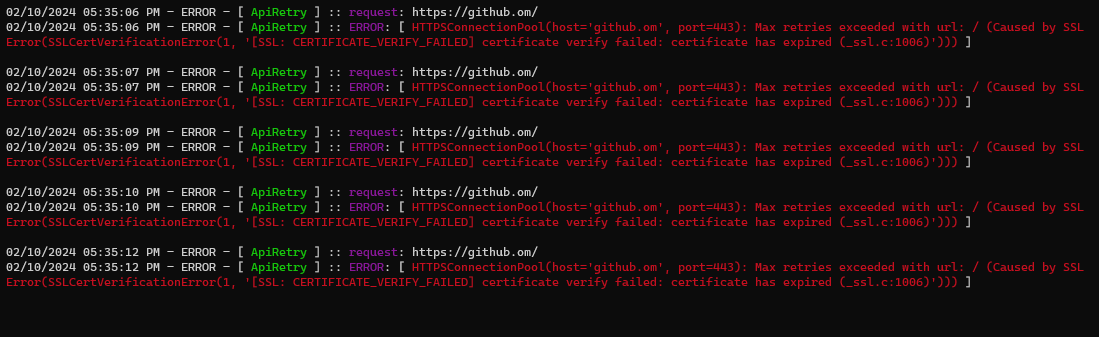 02/10/2024 05:35:06 PM - ERROR - [ ApiRetry ] :: request: https://github.om/
02/10/2024 05:35:06 PM - ERROR - [ ApiRetry ] :: ERROR: [ HTTPSConnectionPool(host='github.om', port=443): Max retries exceeded with url: / (Caused by SSL
Error(SSLCertVerificationError(1, '[SSL: CERTIFICATE_VERIFY_FAILED] certificate verify failed: certificate has expired (_ssl.c:1006)'))) ]
02/10/2024 05:35:07 PM - ERROR - [ ApiRetry ] :: request: https://github.om/
02/10/2024 05:35:07 PM - ERROR - [ ApiRetry ] :: ERROR: [ HTTPSConnectionPool(host='github.om', port=443): Max retries exceeded with url: / (Caused by SSL
Error(SSLCertVerificationError(1, '[SSL: CERTIFICATE_VERIFY_FAILED] certificate verify failed: certificate has expired (_ssl.c:1006)'))) ]
02/10/2024 05:35:09 PM - ERROR - [ ApiRetry ] :: request: https://github.om/
02/10/2024 05:35:09 PM - ERROR - [ ApiRetry ] :: ERROR: [ HTTPSConnectionPool(host='github.om', port=443): Max retries exceeded with url: / (Caused by SSL
Error(SSLCertVerificationError(1, '[SSL: CERTIFICATE_VERIFY_FAILED] certificate verify failed: certificate has expired (_ssl.c:1006)'))) ]
02/10/2024 05:35:10 PM - ERROR - [ ApiRetry ] :: request: https://github.om/
02/10/2024 05:35:10 PM - ERROR - [ ApiRetry ] :: ERROR: [ HTTPSConnectionPool(host='github.om', port=443): Max retries exceeded with url: / (Caused by SSL
Error(SSLCertVerificationError(1, '[SSL: CERTIFICATE_VERIFY_FAILED] certificate verify failed: certificate has expired (_ssl.c:1006)'))) ]
02/10/2024 05:35:12 PM - ERROR - [ ApiRetry ] :: request: https://github.om/
02/10/2024 05:35:12 PM - ERROR - [ ApiRetry ] :: ERROR: [ HTTPSConnectionPool(host='github.om', port=443): Max retries exceeded with url: / (Caused by SSL
Error(SSLCertVerificationError(1, '[SSL: CERTIFICATE_VERIFY_FAILED] certificate verify failed: certificate has expired (_ssl.c:1006)'))) ]